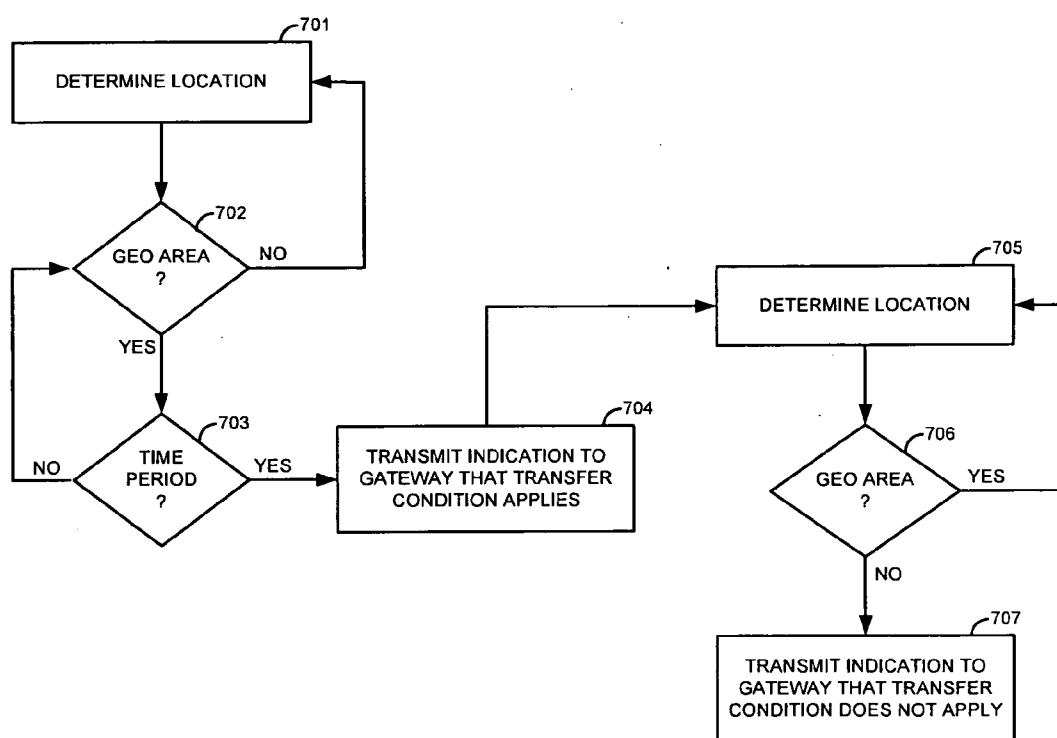 701
DETERMINE LOCATION
702
GEO AREA
?
NO
YES
703
TIME
PERIOD
?
NO
YES
704
TRANSMIT INDICATION TO
GATEWAY THAT TRANSFER
CONDITION APPLIES
705
DETERMINE LOCATION
706
GEO AREA
?
YES
NO
707
TRANSMIT INDICATION TO
GATEWAY THAT TRANSFER
CONDITION DOES NOT APPLY